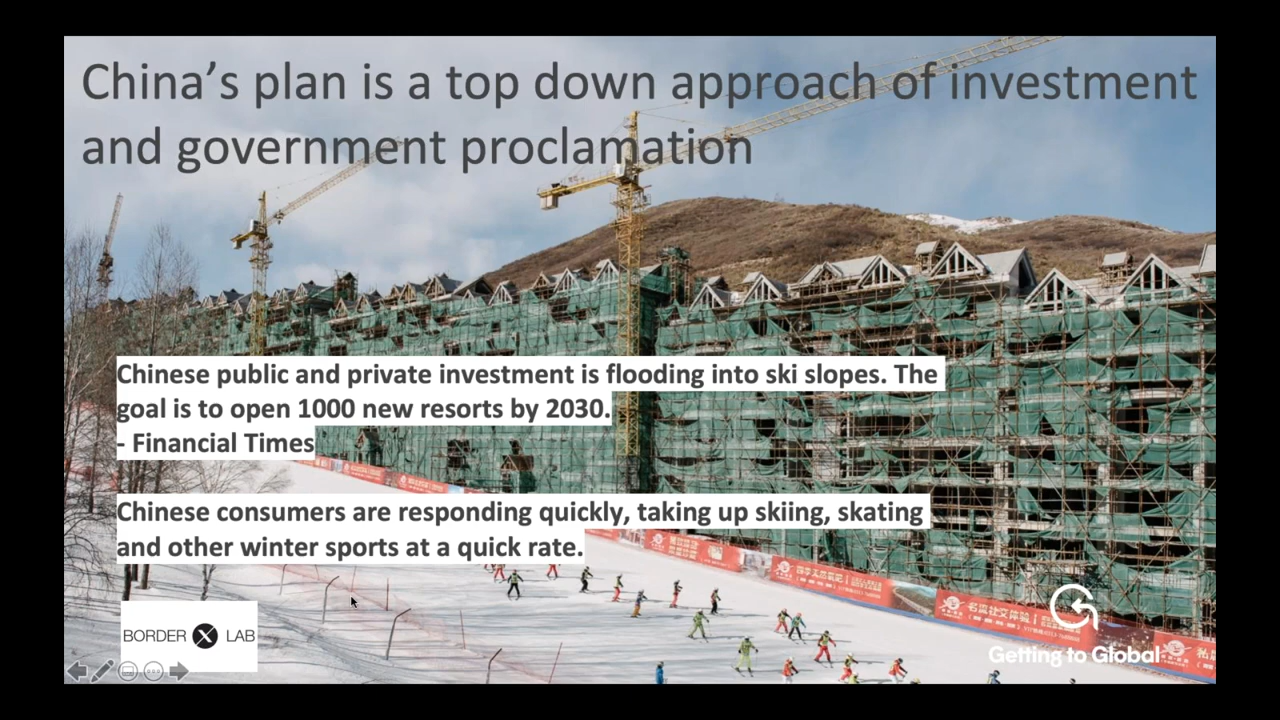 China’s plan is a top down approach of investment
and government proclamation
Chinese public and private investment is flooding into ski slopes. The
goal is to open 1000 new resorts by 2030.
- Financial Times
Chinese consumers are responding quickly, taking up skiing, skating
and other winter sports at a quick rate.
BORDER X LAB
Getting to Global